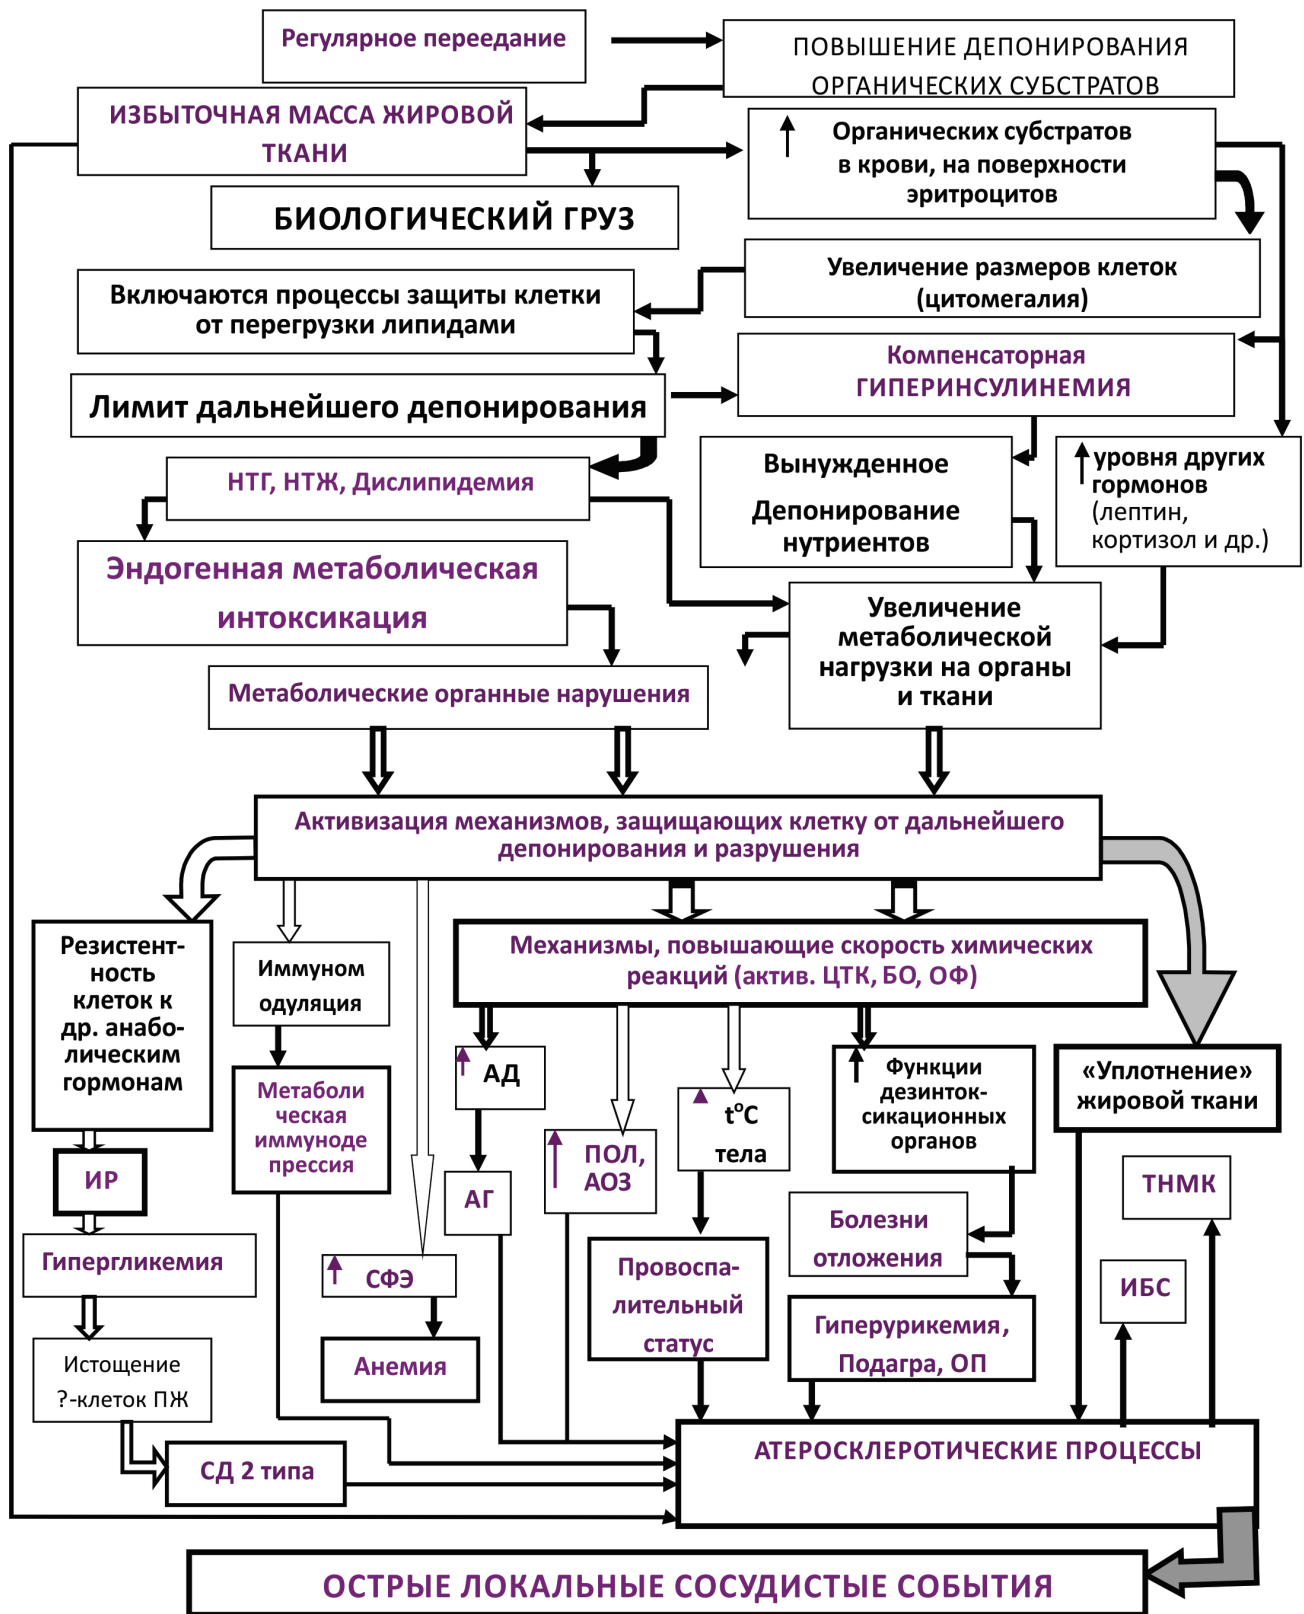 Регулярное переедание
ПОВЫШЕНИЕ ДЕПОНИРОВАНИЯ
ОРГАНИЧЕСКИХ СУБСТРАТОВ
ИЗБЫТОЧНАЯ МАССА ЖИРОВОЙ
ТКАНИ
Органических субстратов
в крови, на поверхности
эритроцитов
БИОЛОГИЧЕСКИЙ ГРУЗ
Увеличение размеров клеток
(цитомегалия)
Включаются процессы защиты клетки
от перегрузки липидами
Компенсаторная
ГИПЕРИНСУЛИНЕМИЯ
Лимит дальнейшего депонирования
НТГ, НТЖ, Дислипидемия
Вынужденное
Депонирование
нутриентов
уровня других
гормонов
(лептин,
кортизол и др.)
Эндогенная метаболическая
интоксикация
Увеличение
метаболической
нагрузки на органы
и ткани
Метаболические органные нарушения
Активизация механизмов, защищающих клетку от дальнейшего
депонирования и разрушения
Резистент-
ность
клеток к
др. анабо-
лическим
гормонам
Иммуном
одуляция
Механизмы, повышающие скорость химических
реакций (актив. ЦТК, БО, ОФ)
Метаболи
ческая
иммуноде
прессия
АД
ПОЛ,
АОЗ
t°C
тела
Функции
дезинток-
сикационных
органов
«Уплотнение»
жировой ткани
ИР
АГ
ТНМК
Гипергликемия
СФЭ
Провоспа-
лительный
статус
Болезни
отложения
ИБС
Истощение
?-клеток ПЖ
Анемия
Гиперурикемия,
Подагра, ОП
СД 2 типа
АТЕРОСКЛЕРОТИЧЕСКИЕ ПРОЦЕССЫ
ОСТРЫЕ ЛОКАЛЬНЫЕ СОСУДИСТЫЕ СОБЫТИЯ